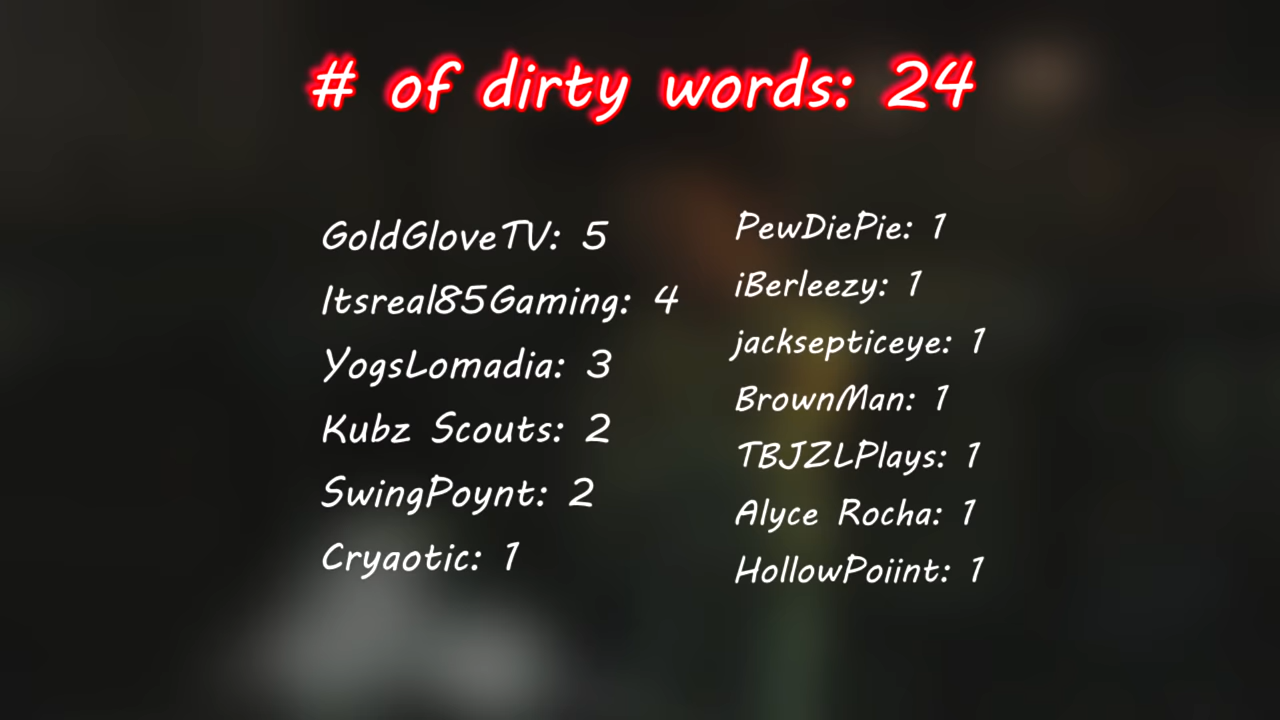 # of dirty words: 24
GoldGloveTV: 5
Itsreal85Gaming: 4
YogsLomadia: 3
Kubz Scouts: 2
SwingPoynt: 2
Cryaotic: 1
PewDiePie: 1
iBerleezy: 1
jacksepticeye: 1
BrownMan: 1
TBJZLPlays: 1
Alyce Rocha: 1
HollowPoiint: 1